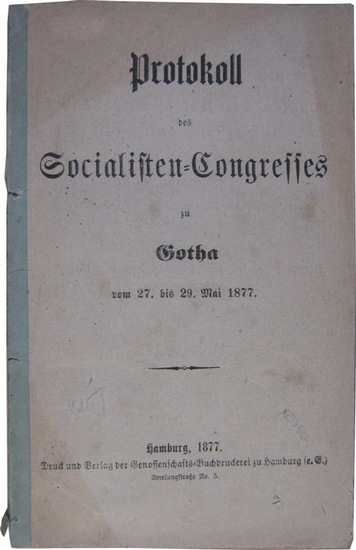 Protokoll
des
Socialisten-Congresses
zu
Gotha
vom 27. bis 29. Mai 1877.
Hamburg, 1877.
Druck und Verlag der Genossenschafts-Buchdruckerei zu Hamburg (e. G.)
Amelungstraße No. 5.